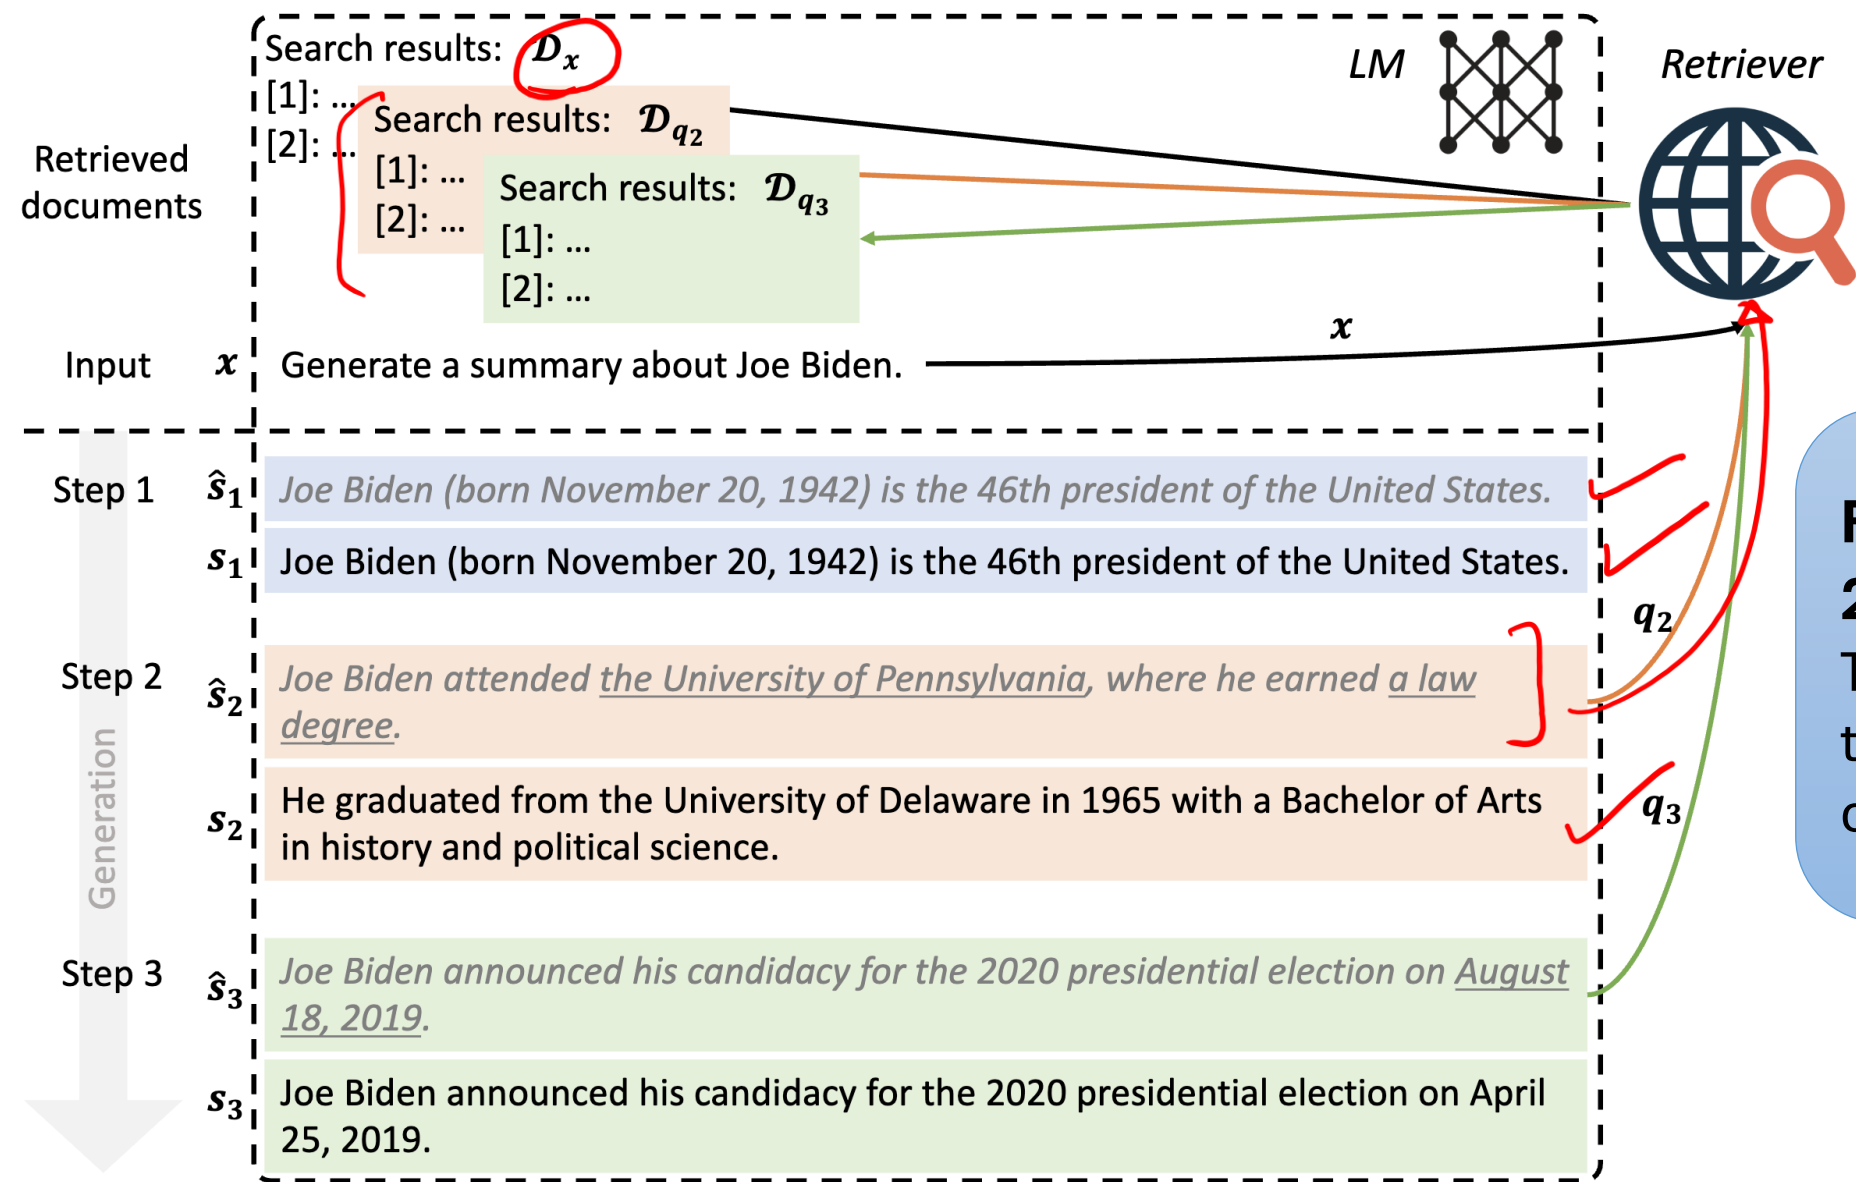 Search results: 𝓓x
[1]: ...
[2]: ...
Search results: 𝓓q2
[1]: ...
[2]: ...
Search results: 𝓓q3
[1]: ...
[2]: ...
LM
Retriever
Retrieved
documents
Input x Generate a summary about Joe Biden.
x
Step 1 ŝ1 Joe Biden (born November 20, 1942) is the 46th president of the United States.
s1 Joe Biden (born November 20, 1942) is the 46th president of the United States.
q2
Step 2 ŝ2 Joe Biden attended the University of Pennsylvania, where he earned a law
degree.
s2 He graduated from the University of Delaware in 1965 with a Bachelor of Arts
in history and political science.
q3
Step 3 ŝ3 Joe Biden announced his candidacy for the 2020 presidential election on August
18, 2019.
s3 Joe Biden announced his candidacy for the 2020 presidential election on April
25, 2019.
Generation